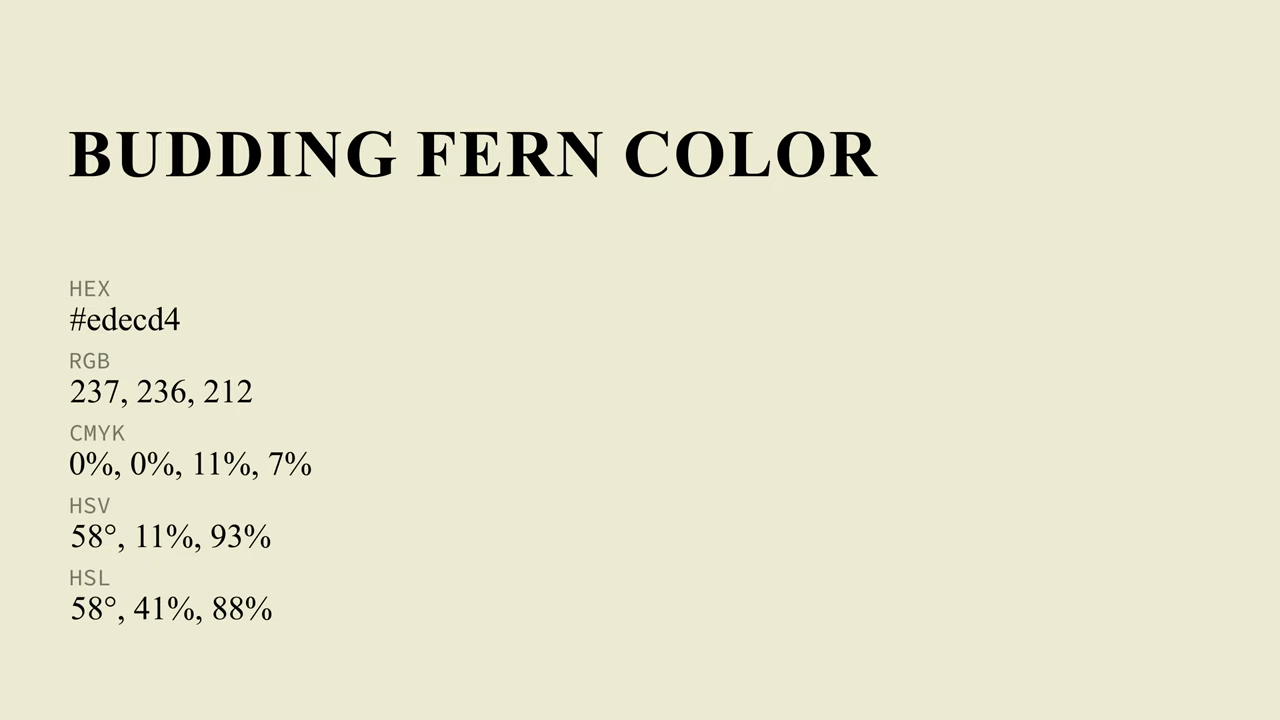 BUDDING FERN COLOR
HEX
#edecd4
RGB
237, 236, 212
CMYK
0%, 0%, 11%, 7%
HSV
58°, 11%, 93%
HSL
58°, 41%, 88%